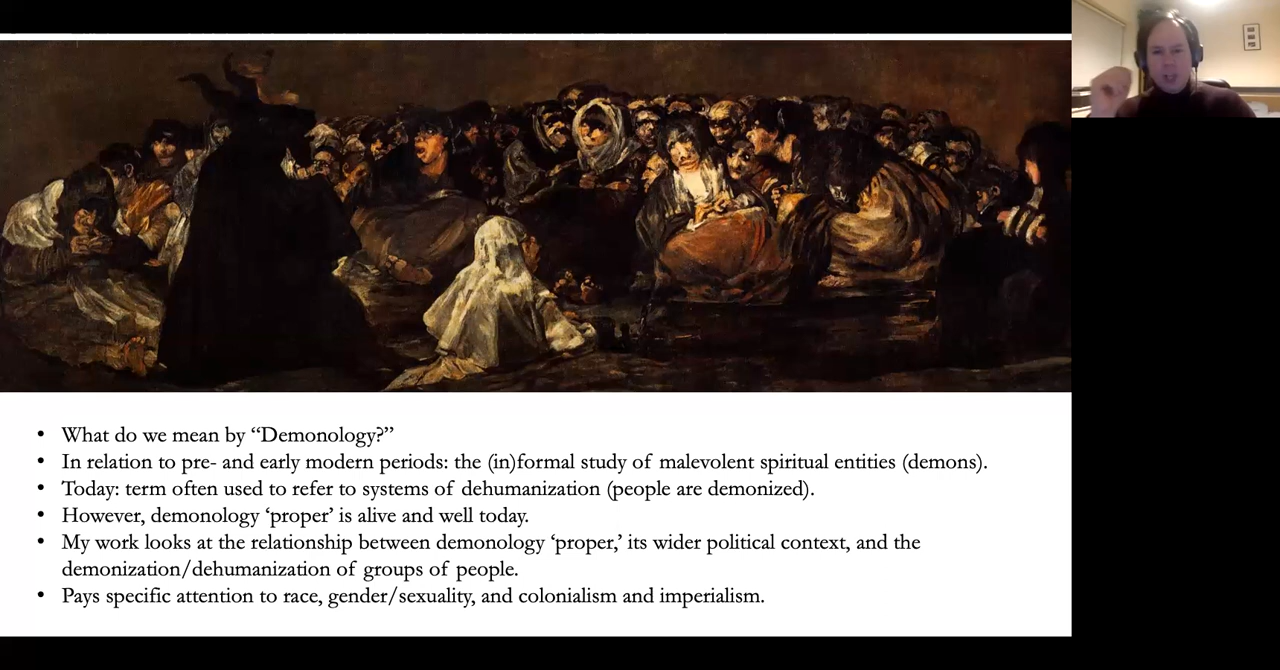 • What do we mean by “Demonology?”
• In relation to pre- and early modern periods: the (in)formal study of malevolent spiritual entities (demons).
• Today: term often used to refer to systems of dehumanization (people are demonized).
• However, demonology ‘proper’ is alive and well today.
• My work looks at the relationship between demonology ‘proper,’ its wider political context, and the
demonization/dehumanization of groups of people.
• Pays specific attention to race, gender/sexuality, and colonialism and imperialism.